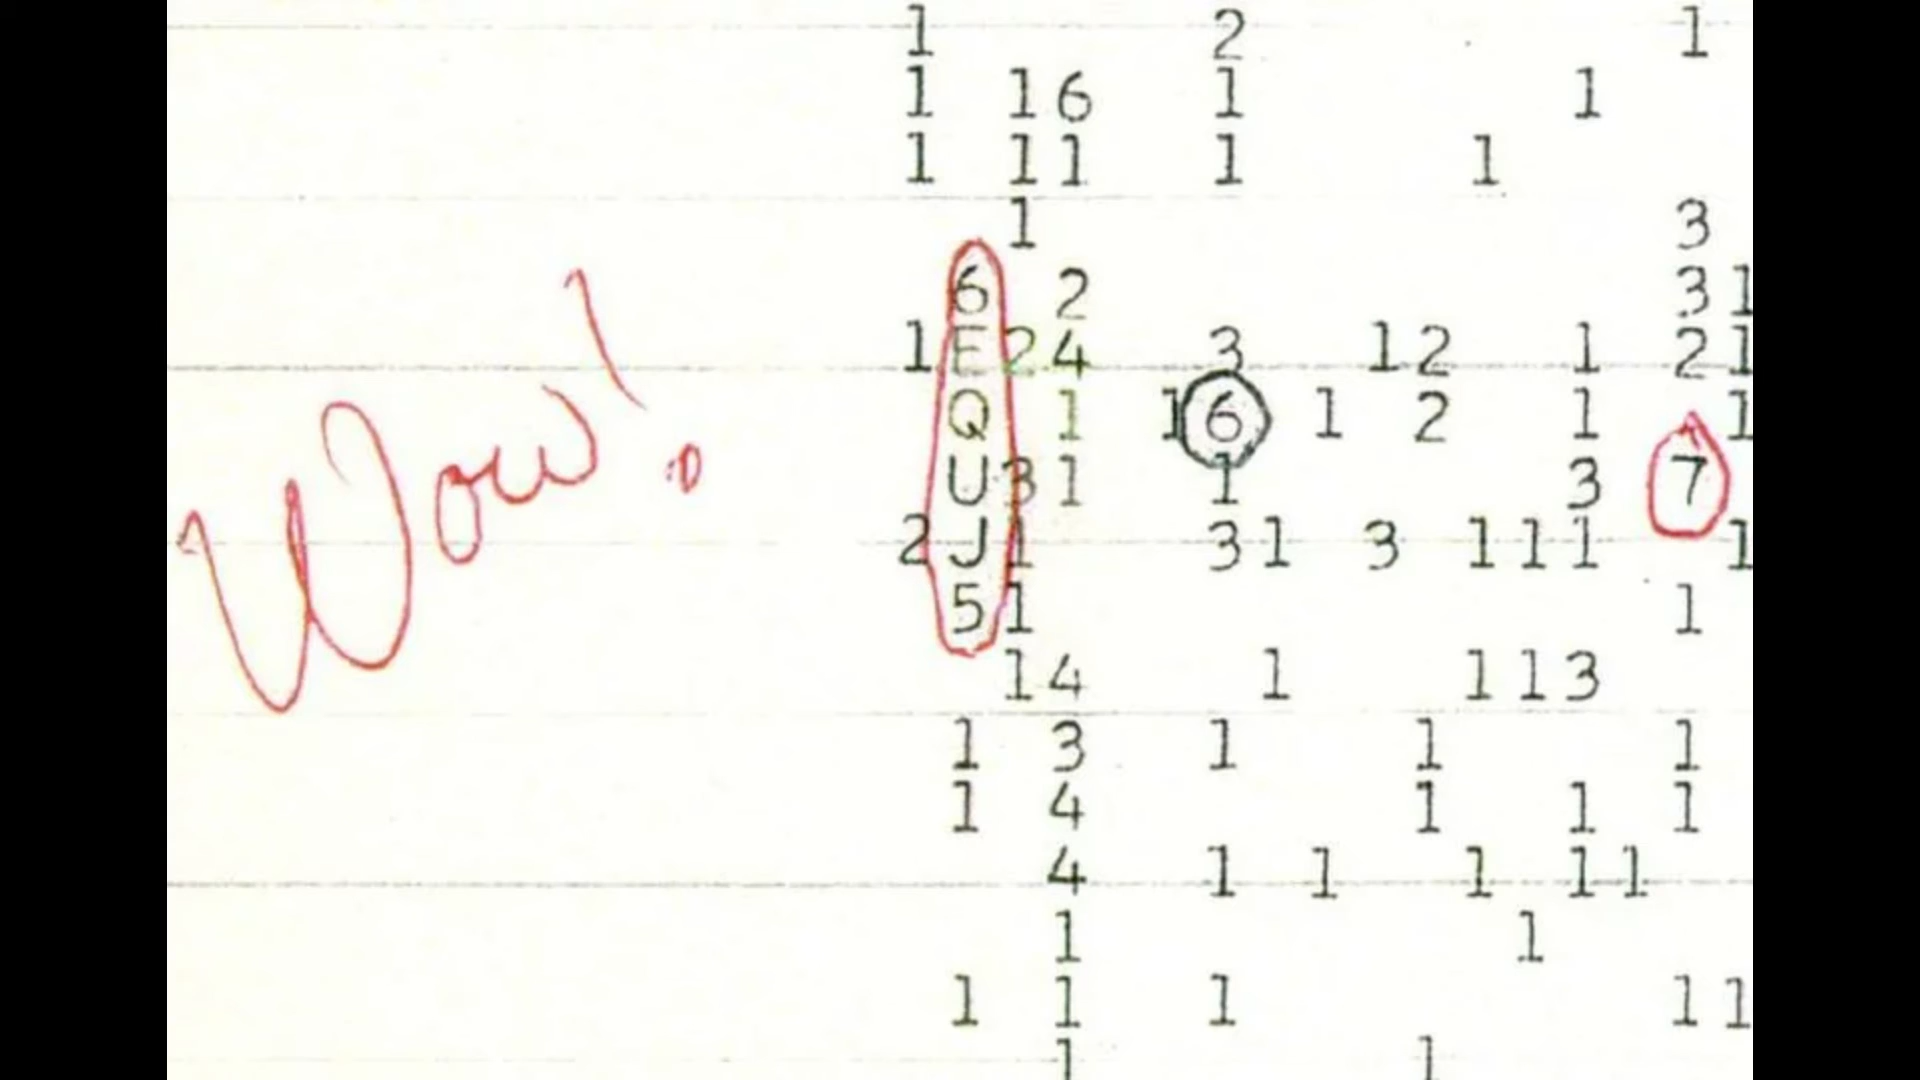 1 2 1
1 16 1 1
1 11 1 1
1 3
6 2 31
1E24 3 12 1 21
Wow!
Q 1 16 1 2 1 1
U31 1 3 7
2J1 31 3 111 1
51 1
14 1 113
1 3 1 1 1
1 4 1 1 1
4 1 1 1 11
1 1
1 1 1 11
1 1